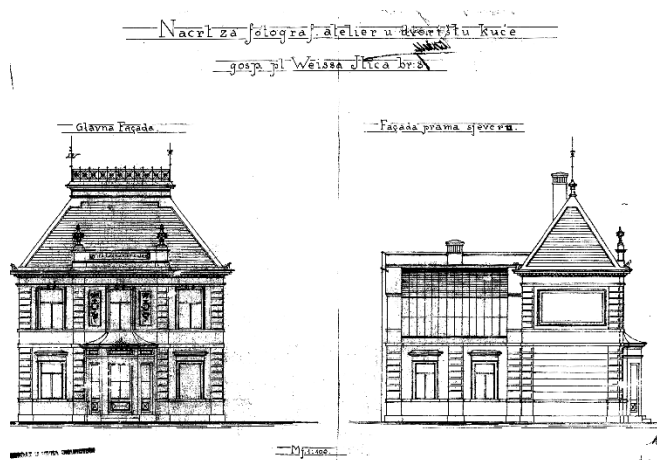 Nacrt za fotograf. atelier u dvorištu kuće
gosp. pl Weissa Ilica br: 8
Glavna Façada.
Façada prama sjeveru.
Mj. 1:100.